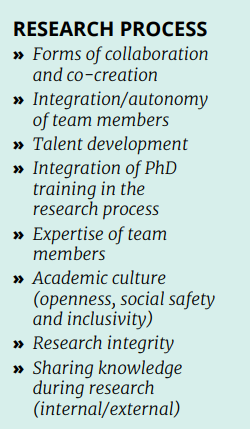 RESEARCH PROCESS
» Forms of collaboration
and co-creation
» Integration/autonomy
of team members
» Talent development
» Integration of PhD
training in the
research process
» Expertise of team
members
» Academic culture
(openness, social safety
and inclusivity)
» Research integrity
» Sharing knowledge
during research
(internal/external)